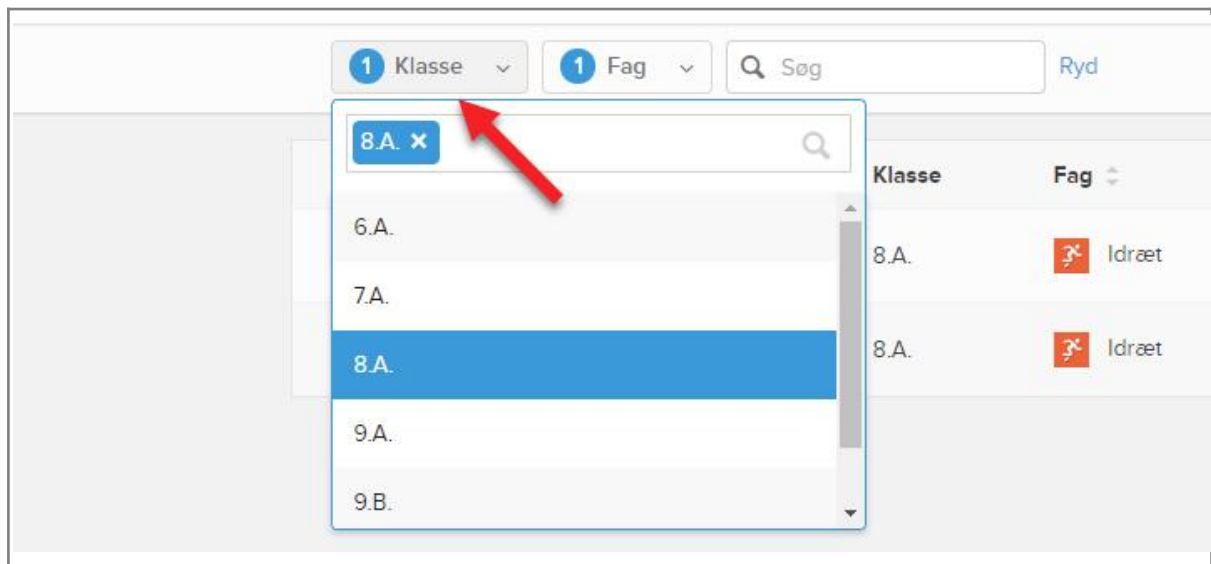 1 Klasse 1 Fag Søg Ryd
8.A. ×
Klasse Fag
6.A.
8.A. Idræt
7.A.
8.A.
8.A. Idræt
9.A.
9.B.